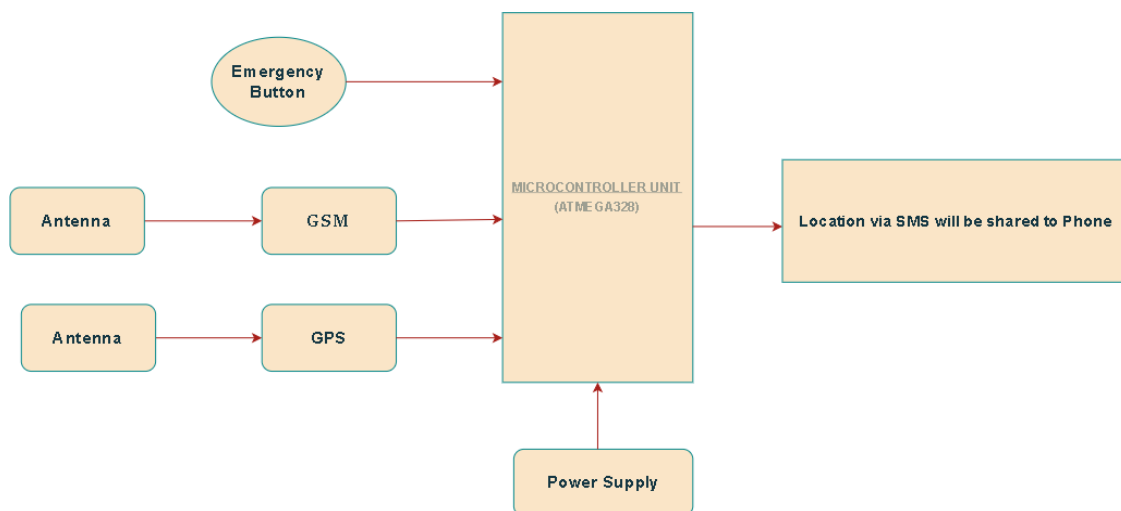 Emergency
Button
MICROCONTROLLER UNIT
(ATMEGA328)
Antenna
GSM
Location via SMS will be shared to Phone
Antenna
GPS
Power Supply